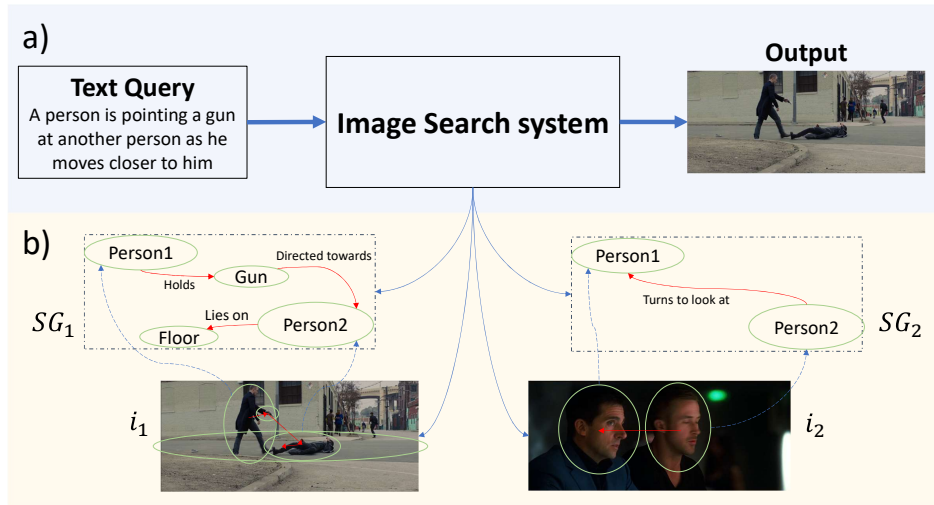 a)
Text Query
A person is pointing a gun
at another person as he
moves closer to him
Image Search system
Output
b)
Person1
Holds
Gun
Directed towards
Lies on
Floor
Person2
SG1
i1
Person1
Turns to look at
Person2
SG2
i2